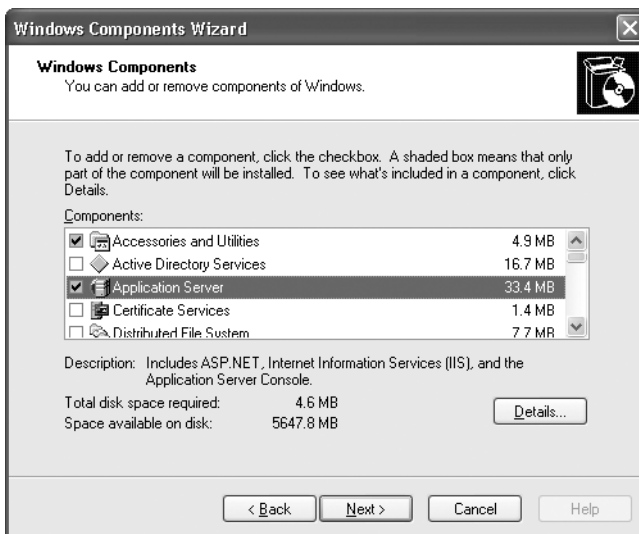 Windows Components Wizard
Windows Components
You can add or remove components of Windows.
To add or remove a component, click the checkbox. A shaded box means that only
part of the component will be installed. To see what's included in a component, click
Details.
Components:
Accessories and Utilities 4.9 MB
Active Directory Services 16.7 MB
Application Server 33.4 MB
Certificate Services 1.4 MB
Distributed File System 7.7 MB
Description: Includes ASP.NET, Internet Information Services (IIS), and the
Application Server Console.
Total disk space required: 4.6 MB
Space available on disk: 5647.8 MB
Details...
< Back Next > Cancel Help